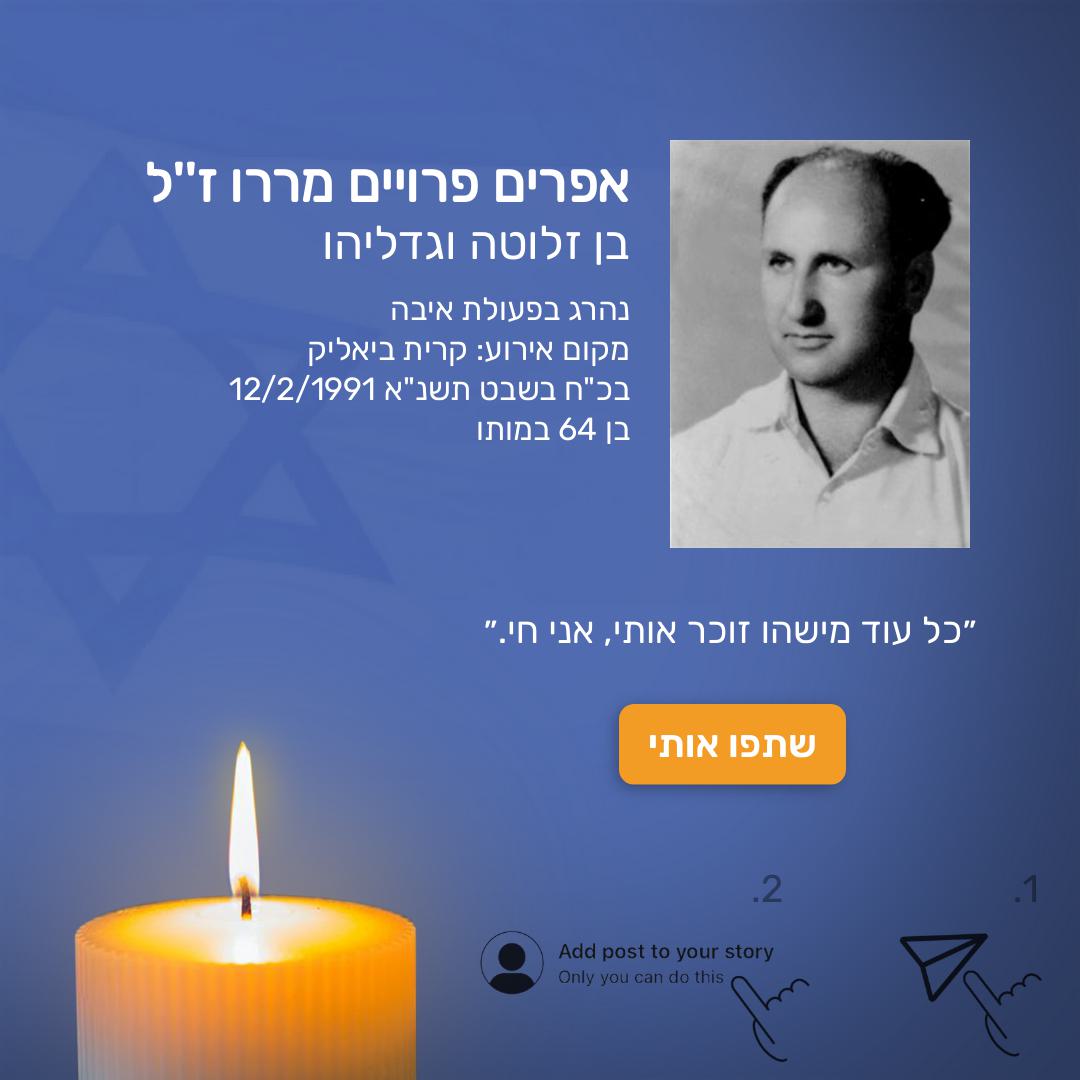 אפרים פרויים מררו ז"ל
בן זלוטה וגדליהו
נהרג בפעולת איבה
מקום אירוע: קרית ביאליק
בכ"ח בשבט תשנ"א 12/2/1991
בן 64 במותו
״כל עוד מישהו זוכר אותי, אני חי.״
שתפו אותי
1.
2.
Add post to your story
Only you can do this